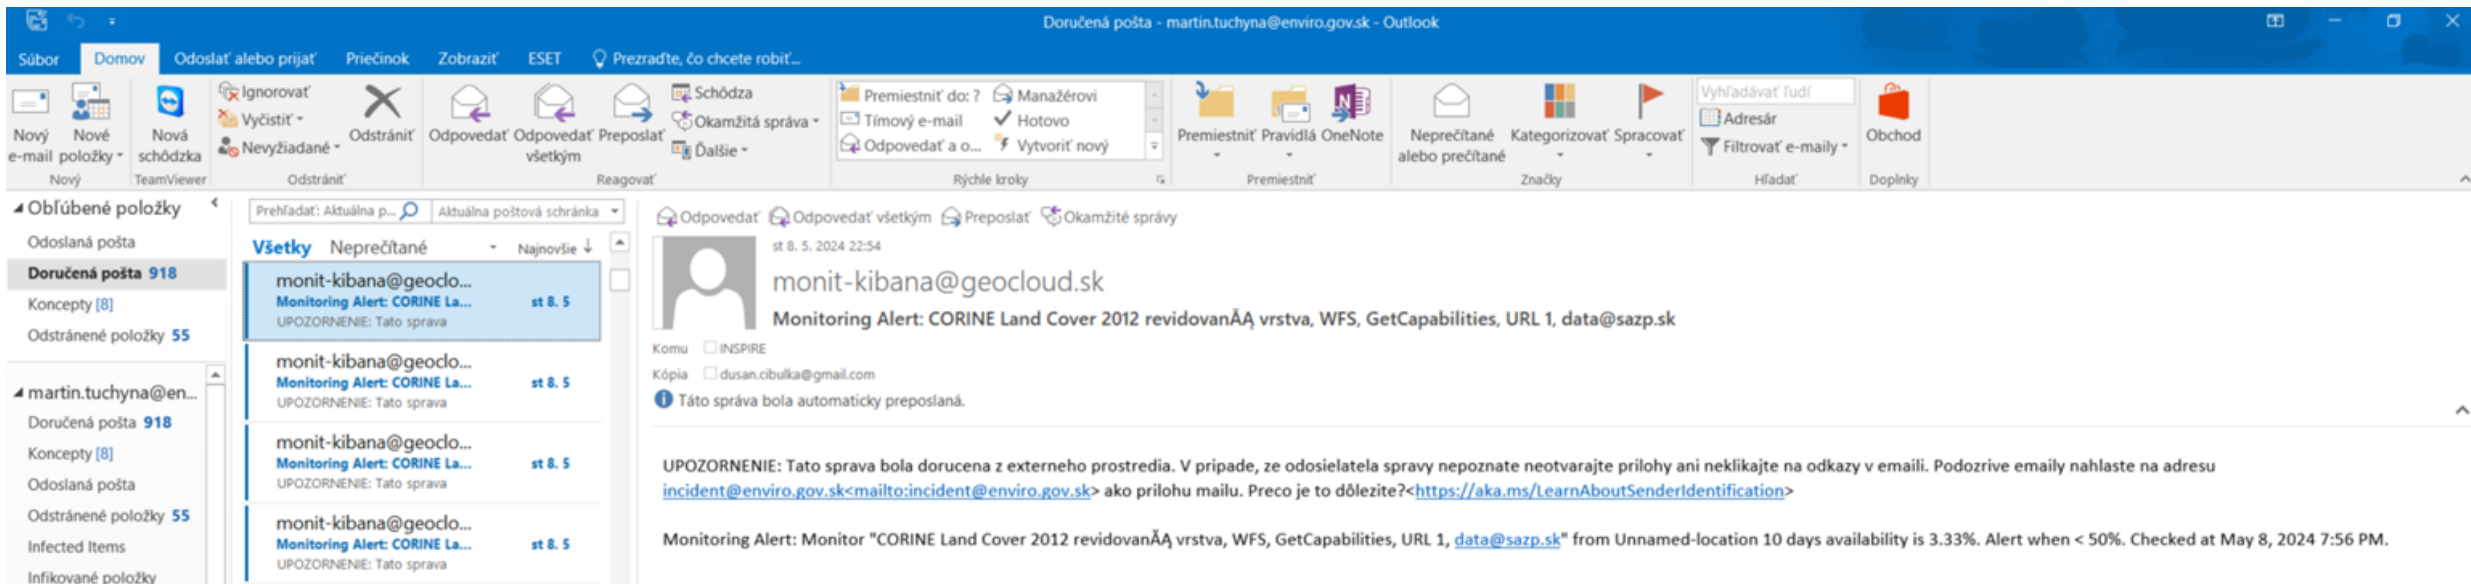 Doručená pošta - martin.tuchyna@enviro.gov.sk - Outlook
Súbor Domov Odoslať alebo prijať Priečinok Zobraziť ESET Prezraďte, čo chcete robiť...
Nový e-mail
Nové položky
Nová schôdzka
Ignorovať
Vyčistiť
Nevyžiadané
Odstrániť
Odpovedať
Odpovedať všetkým
Preposlať
Schôdza
Okamžitá správa
Ďalšie
Premiestniť do: ?
Tímový e-mail
Odpovedať a o...
Manažérovi
Hotovo
Vytvoriť nový
Premiestniť
Pravidlá
OneNote
Neprečítané alebo prečítané
Kategorizovať
Spracovať
Vyhľadávať ľudí
Adresár
Filtrovať e-maily
Obchod
Nový TeamViewer Odstrániť Reagovať Rýchle kroky Premiestniť Značky Hľadať Doplnky
Obľúbené položky
Odoslaná pošta
Doručená pošta 918
Koncepty [8]
Odstránené položky 55
martin.tuchyna@en...
Doručená pošta 918
Koncepty [8]
Odoslaná pošta
Odstránené položky 55
Infected Items
Infikované položky
Prehľadať: Aktuálna p... Aktuálna poštová schránka
Všetky Neprečítané Najnovšie ↓
monit-kibana@geoclo...
Monitoring Alert: CORINE La... st 8. 5
UPOZORNENIE: Tato sprava
monit-kibana@geoclo...
Monitoring Alert: CORINE La... st 8. 5
UPOZORNENIE: Tato sprava
monit-kibana@geoclo...
Monitoring Alert: CORINE La... st 8. 5
UPOZORNENIE: Tato sprava
monit-kibana@geoclo...
Monitoring Alert: CORINE La... st 8. 5
UPOZORNENIE: Tato sprava
Odpovedať Odpovedať všetkým Preposlať Okamžité správy
st 8. 5. 2024 22:54
monit-kibana@geocloud.sk
Monitoring Alert: CORINE Land Cover 2012 revidovanĂĄ vrstva, WFS, GetCapabilities, URL 1, data@sazp.sk
Komu INSPIRE
Kópia dusan.cibulka@gmail.com
Táto správa bola automaticky preposlaná.
UPOZORNENIE: Tato sprava bola dorucena z externeho prostredia. V pripade, ze odosielatela spravy nepoznate neotvarajte prilohy ani neklikajte na odkazy v emaili. Podozrive emaily nahlaste na adresu
incident@enviro.gov.sk<mailto:incident@enviro.gov.sk> ako prilohu mailu. Preco je to dôlezite?<https://aka.ms/LearnAboutSenderIdentification>
Monitoring Alert: Monitor "CORINE Land Cover 2012 revidovanĂĄ vrstva, WFS, GetCapabilities, URL 1, data@sazp.sk" from Unnamed-location 10 days availability is 3.33%. Alert when < 50%. Checked at May 8, 2024 7:56 PM.